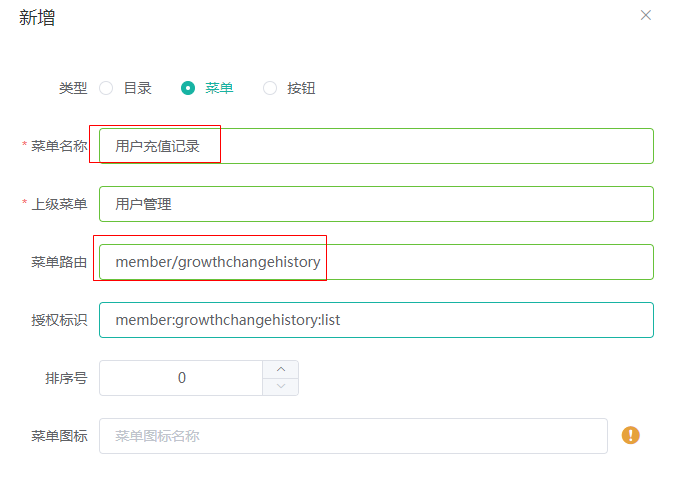 新增
类型 目录 菜单 按钮
* 菜单名称 用户充值记录
* 上级菜单 用户管理
菜单路由 member/growthchangehistory
授权标识 member:growthchangehistory:list
排序号 0
菜单图标 菜单图标名称